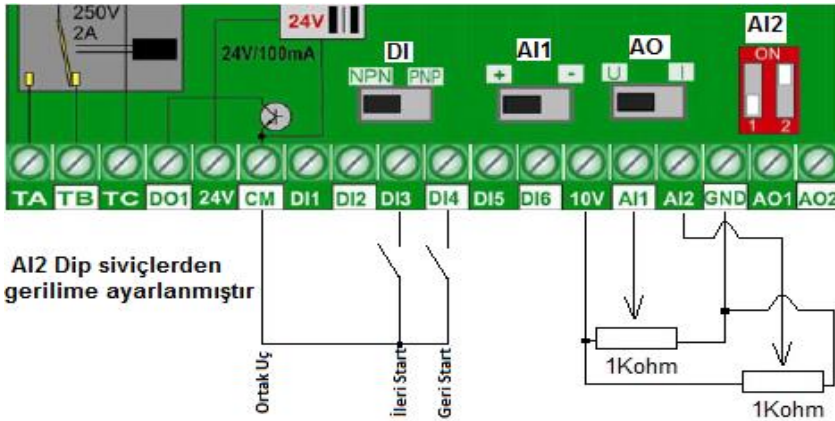 250V
2A
24V
24V/100mA
DI
NPN PNP
AI1
+ -
AO
U I
AI2
ON
1 2
TA TB TC DO1 24V CM DI1 DI2 DI3 DI4 DI5 DI6 10V AI1 AI2 GND AO1 AO2
AI2 Dip siviçlerden
gerilime ayarlanmıştır
Ortak Uç
İleri Start
Geri Start
1Kohm
1Kohm